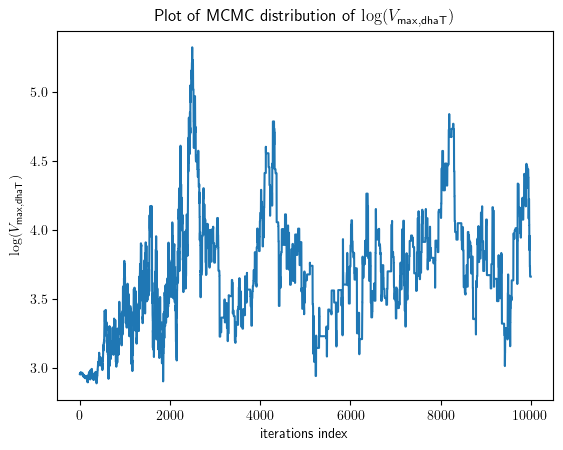 Plot of MCMC distribution of log(V_max,dhaT)
log(V_max,dhaT)
5.0
4.5
4.0
3.5
3.0
0 2000 4000 6000 8000 10000
iterations index